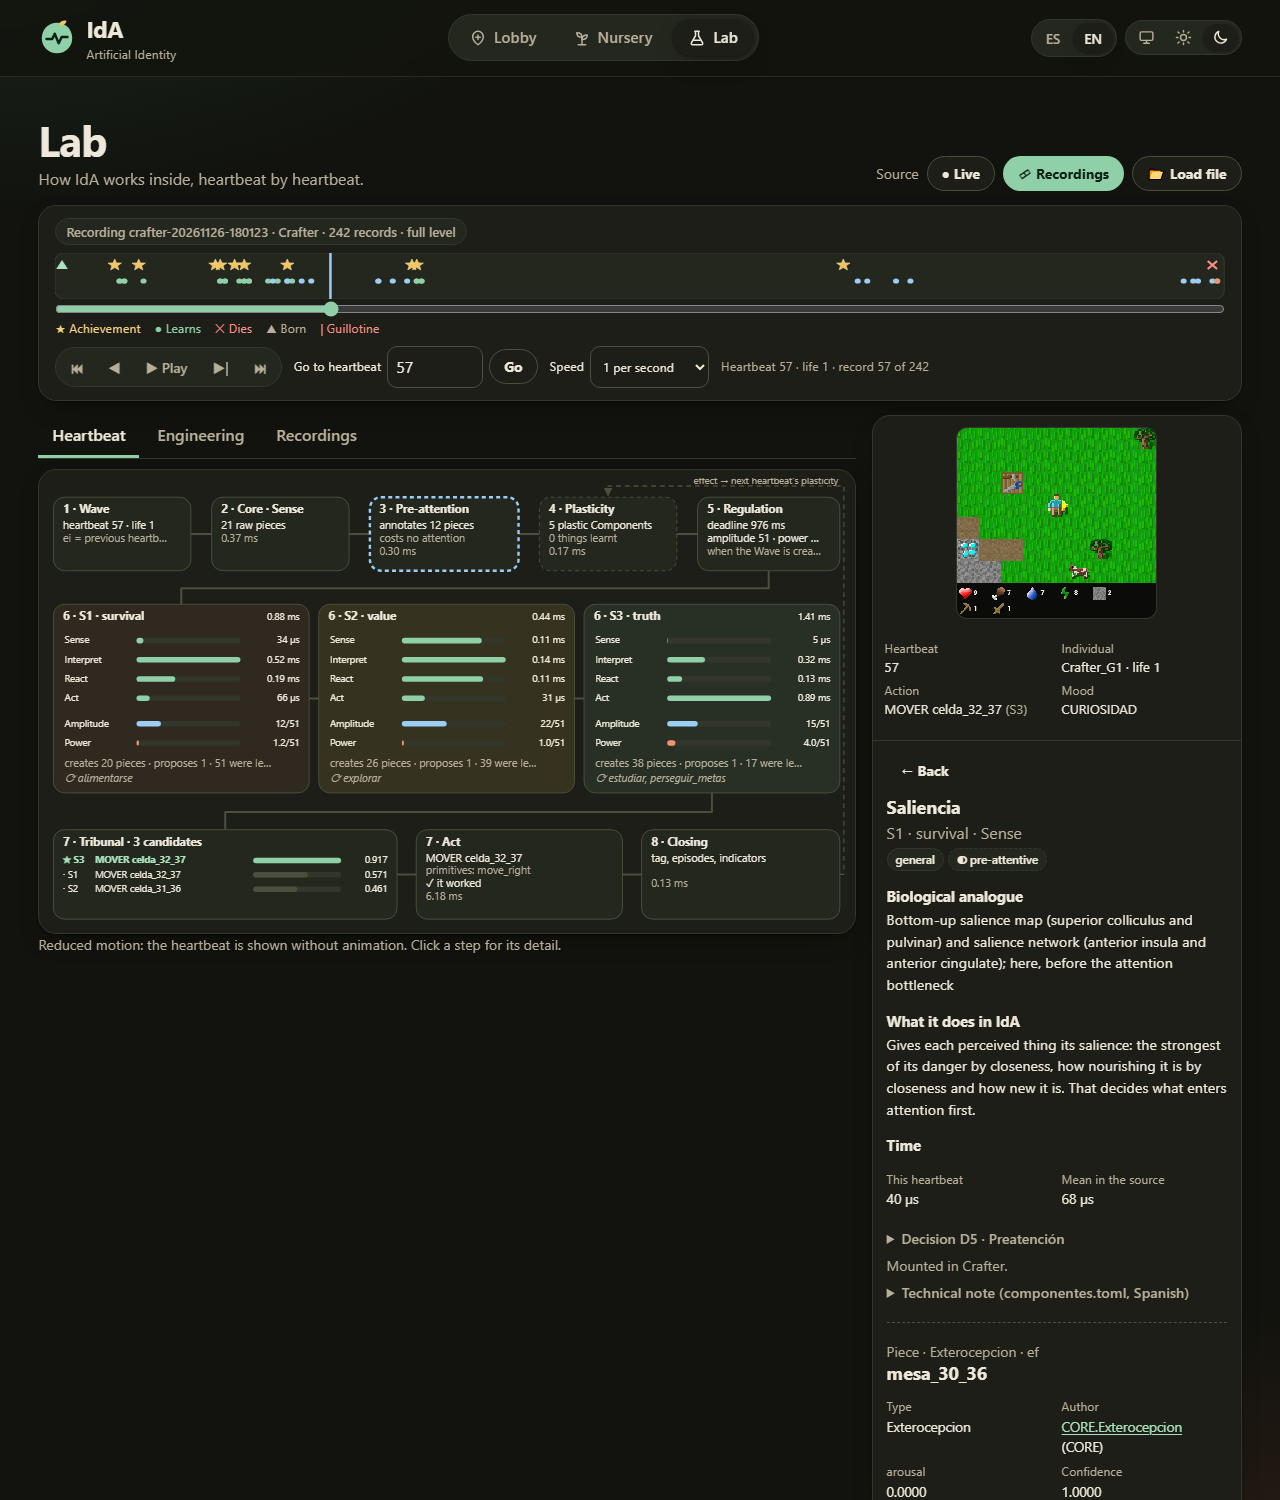 IdA
Artificial Identity
Lobby
Nursery
Lab
ES
EN
Lab
How IdA works inside, heartbeat by heartbeat.
Source
● Live
Recordings
Load file
Recording crafter-20261126-180123 · Crafter · 242 records · full level
★ Achievement
● Learns
Dies
▲ Born
| Guillotine
▶ Play
Go to heartbeat
57
Go
Speed
1 per second
Heartbeat 57 · life 1 · record 57 of 242
Heartbeat
Engineering
Recordings
effect → next heartbeat's plasticity
1 · Wave
heartbeat 57 · life 1
ei = previous heartb...
2 · Core · Sense
21 raw pieces
0.37 ms
3 · Pre-attention
annotates 12 pieces
costs no attention
0.30 ms
4 · Plasticity
5 plastic Components
0 things learnt
0.17 ms
5 · Regulation
deadline 976 ms
amplitude 51 · power ...
when the Wave is crea...
6 · S1 · survival 0.88 ms
Sense 34 µs
Interpret 0.52 ms
React 0.19 ms
Act 66 µs
Amplitude 12/51
Power 1.2/51
creates 20 pieces · proposes 1 · 51 were le...
⟳ alimentarse
6 · S2 · value 0.44 ms
Sense 0.11 ms
Interpret 0.14 ms
React 0.11 ms
Act 31 µs
Amplitude 22/51
Power 1.0/51
creates 26 pieces · proposes 1 · 39 were le...
⟳ explorar
6 · S3 · truth 1.41 ms
Sense 5 µs
Interpret 0.32 ms
React 0.13 ms
Act 0.89 ms
Amplitude 15/51
Power 4.0/51
creates 38 pieces · proposes 1 · 17 were le...
⟳ estudiar, perseguir_metas
7 · Tribunal · 3 candidates
★ S3 MOVER celda_32_37 0.917
· S1 MOVER celda_32_37 0.571
· S2 MOVER celda_31_36 0.461
7 · Act
MOVER celda_32_37
primitives: move_right
✓ it worked
6.18 ms
8 · Closing
tag, episodes, indicators
0.13 ms
Reduced motion: the heartbeat is shown without animation. Click a step for its detail.
9 7 7 8 2
1 1
Heartbeat
57
Individual
Crafter_G1 · life 1
Action
MOVER celda_32_37 (S3)
Mood
CURIOSIDAD
← Back
Saliencia
S1 · survival · Sense
general
pre-attentive
Biological analogue
Bottom-up salience map (superior colliculus and
pulvinar) and salience network (anterior insula and
anterior cingulate); here, before the attention
bottleneck
What it does in IdA
Gives each perceived thing its salience: the strongest
of its danger by closeness, how nourishing it is by
closeness and how new it is. That decides what enters
attention first.
Time
This heartbeat
40 µs
Mean in the source
68 µs
▶ Decision D5 · Preatención
Mounted in Crafter.
▶ Technical note (componentes.toml, Spanish)
Piece · Exterocepcion · ef
mesa_30_36
Type
Exterocepcion
Author
CORE.Exterocepcion
(CORE)
arousal
0.0000
Confidence
1.0000